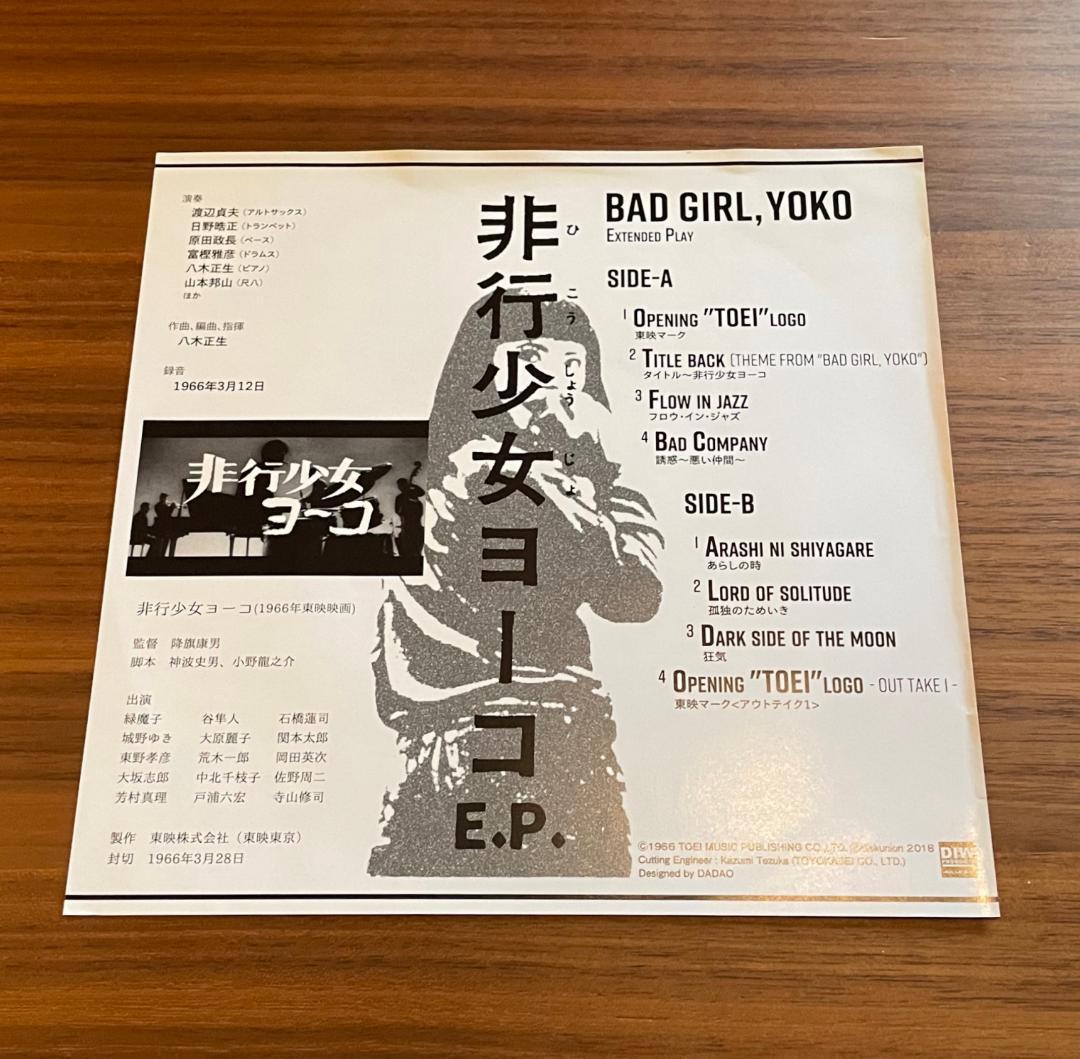 演奏
渡辺貞夫（アルトサックス）
日野皓正（トランペット）
原田政長（ベース）
富樫雅彦（ドラムス）
八木正生（ピアノ）
山本邦山（尺八）
ほか
作曲、編曲、指揮
八木正生
録音
1966年3月12日
非行少女
ヨーコ
非行少女ヨーコ(1966年東映映画)
監督　降旗康男
脚本　神波史男、小野龍之介
出演
緑魔子　谷隼人　石橋蓮司
城野ゆき　大原麗子　関本太郎
東野孝彦　荒木一郎　岡田英次
大坂志郎　中北千枝子　佐野周二
芳村真理　戸浦六宏　寺山修司
製作　東映株式会社（東映東京）
封切　1966年3月28日
非行少女ヨーコ
ひこうしょうじょ
E.P.
BAD GIRL, YOKO
EXTENDED PLAY
SIDE-A
1 OPENING "TOEI" LOGO
東映マーク
2 TITLE BACK (THEME FROM "BAD GIRL, YOKO")
タイトル～非行少女ヨーコ
3 FLOW IN JAZZ
フロウ・イン・ジャズ
4 BAD COMPANY
誘惑～悪い仲間～
SIDE-B
1 ARASHI NI SHIYAGARE
あらしの時
2 LORD OF SOLITUDE
孤独のためいき
3 DARK SIDE OF THE MOON
狂気
4 OPENING "TOEI" LOGO - OUT TAKE 1 -
東映マーク<アウトテイク1>
©1966 TOEI MUSIC PUBLISHING CO.,LTD. diskunion 2018
Cutting Engineer : Kazumi Tezuka (TOYOKASEI CO., LTD.)
Designed by DADAO
DIW